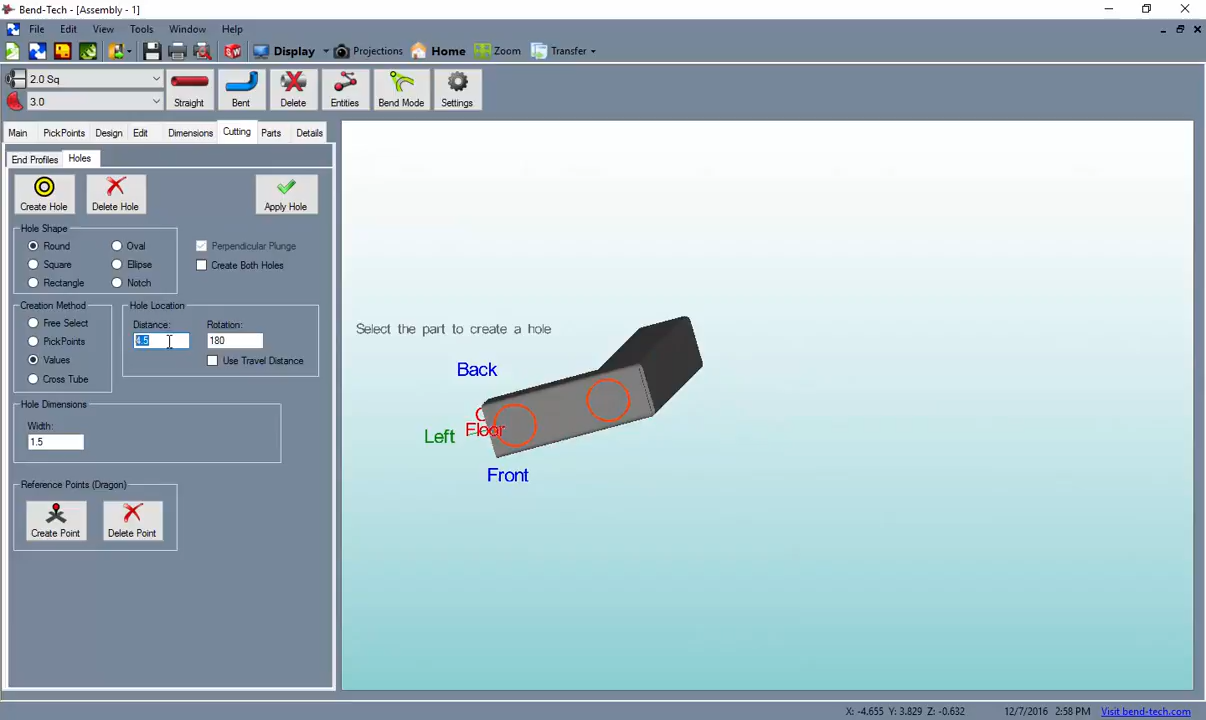 Bend-Tech - [Assembly - 1]
File Edit View Tools Window Help
Display Projections Home Zoom Transfer
2.0 Sq
3.0
Straight Bent Delete Entities Bend Mode Settings
Main PickPoints Design Edit Dimensions Cutting Parts Details
End Profiles Holes
Create Hole Delete Hole Apply Hole
Hole Shape
Round Oval Perpendicular Plunge
Square Ellipse Create Both Holes
Rectangle Notch
Creation Method Hole Location
Free Select Distance: Rotation:
PickPoints 4.5 180
Values Use Travel Distance
Cross Tube
Hole Dimensions
Width:
1.5
Reference Points (Dragon)
Create Point Delete Point
Select the part to create a hole
Back
Left Floor
Front
X: -4.655 Y: 3.829 Z: -0.632 12/7/2016 2:58 PM Visit bend-tech.com